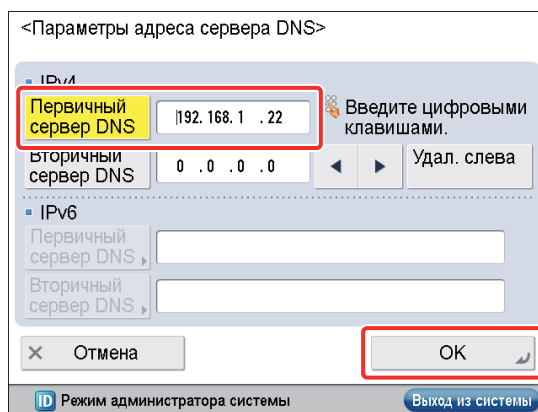 <Параметры адреса сервера DNS>
IPv4
Первичный
сервер DNS
192. 168. 1 . 22
Введите цифровыми
клавишами.
Вторичный
сервер DNS
0 . 0 . 0 . 0
Удал. слева
IPv6
Первичный
сервер DNS
Вторичный
сервер DNS
Отмена
OK
ID Режим администратора системы
Выход из системы